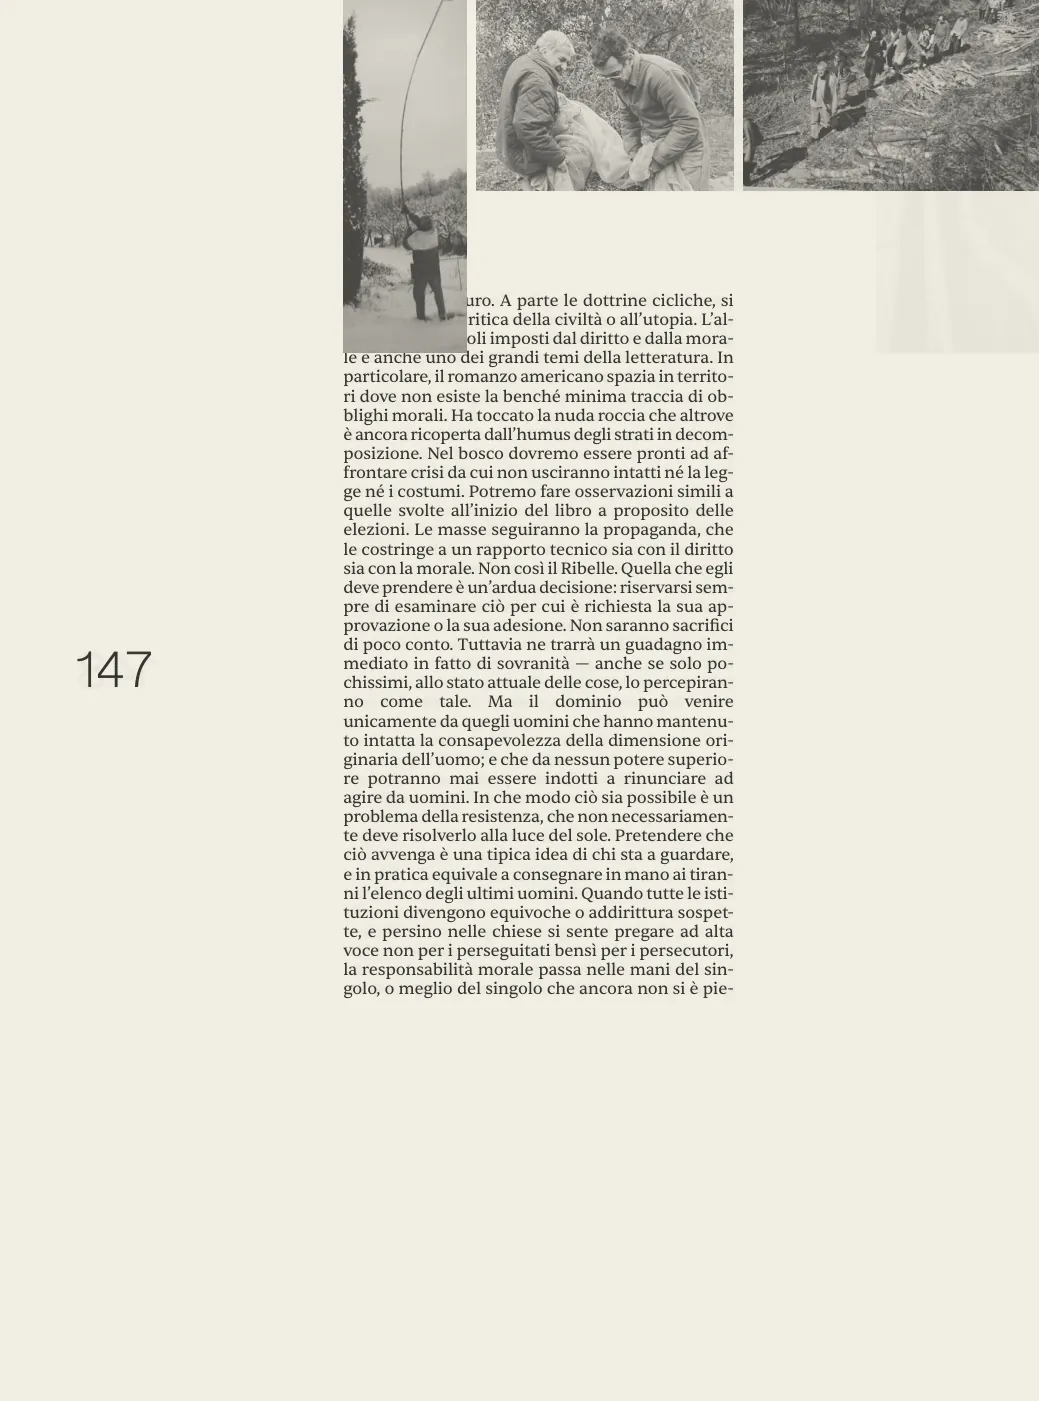 uro. A parte le dottrine cicliche, si
ritica della civiltà o all’utopia. L’al-
oli imposti dal diritto e dalla mora-
le è anche uno dei grandi temi della letteratura. In
particolare, il romanzo americano spazia in territo-
ri dove non esiste la benché minima traccia di ob-
blighi morali. Ha toccato la nuda roccia che altrove
è ancora ricoperta dall’humus degli strati in decom-
posizione. Nel bosco dovremo essere pronti ad af-
frontare crisi da cui non usciranno intatti né la leg-
ge né i costumi. Potremo fare osservazioni simili a
quelle svolte all’inizio del libro a proposito delle
elezioni. Le masse seguiranno la propaganda, che
le costringe a un rapporto tecnico sia con il diritto
sia con la morale. Non così il Ribelle. Quella che egli
deve prendere è un’ardua decisione: riservarsi sem-
pre di esaminare ciò per cui è richiesta la sua ap-
provazione o la sua adesione. Non saranno sacrifici
di poco conto. Tuttavia ne trarrà un guadagno im-
mediato in fatto di sovranità — anche se solo po-
chissimi, allo stato attuale delle cose, lo percepiran-
no come tale. Ma il dominio può venire
unicamente da quegli uomini che hanno mantenu-
to intatta la consapevolezza della dimensione ori-
ginaria dell’uomo; e che da nessun potere superio-
re potranno mai essere indotti a rinunciare ad
agire da uomini. In che modo ciò sia possibile è un
problema della resistenza, che non necessariamen-
te deve risolverlo alla luce del sole. Pretendere che
ciò avvenga è una tipica idea di chi sta a guardare,
e in pratica equivale a consegnare in mano ai tiran-
ni l’elenco degli ultimi uomini. Quando tutte le isti-
tuzioni divengono equivoche o addirittura sospet-
te, e persino nelle chiese si sente pregare ad alta
voce non per i perseguitati bensì per i persecutori,
la responsabilità morale passa nelle mani del sin-
golo, o meglio del singolo che ancora non si è pie-
147